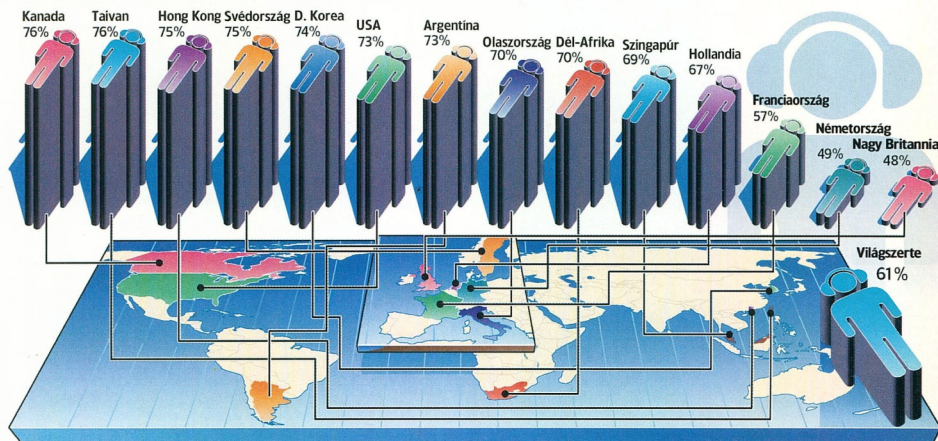 Kanada
76%
Taivan
76%
Hong Kong
75%
Svédország
75%
D. Korea
74%
USA
73%
Argentína
73%
Olaszország
70%
Dél-Afrika
70%
Szingapúr
69%
Hollandia
67%
Franciaország
57%
Németország
49%
Nagy Britannia
48%
Világszerte
61%